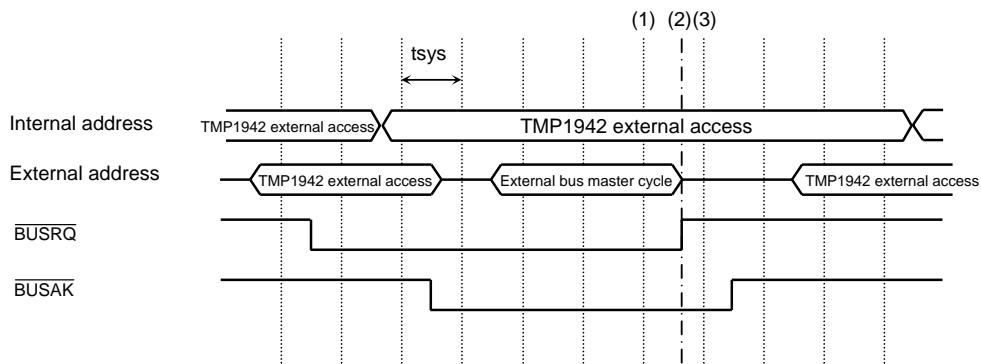 (1) (2) (3)
tsys
Internal address TMP1942 external access TMP1942 external access
External address TMP1942 external access External bus master cycle TMP1942 external access
BUSRQ
BUSAK